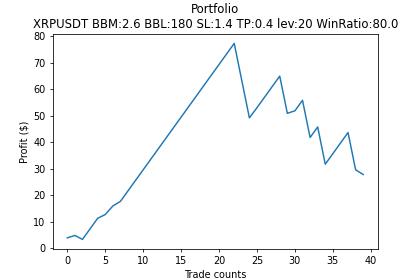 Portfolio
XRPUSDT BBM:2.6 BBL:180 SL:1.4 TP:0.4 lev:20 WinRatio:80.0
80
70
60
50
40
30
20
10
0
Profit ($)
0 5 10 15 20 25 30 35 40
Trade counts